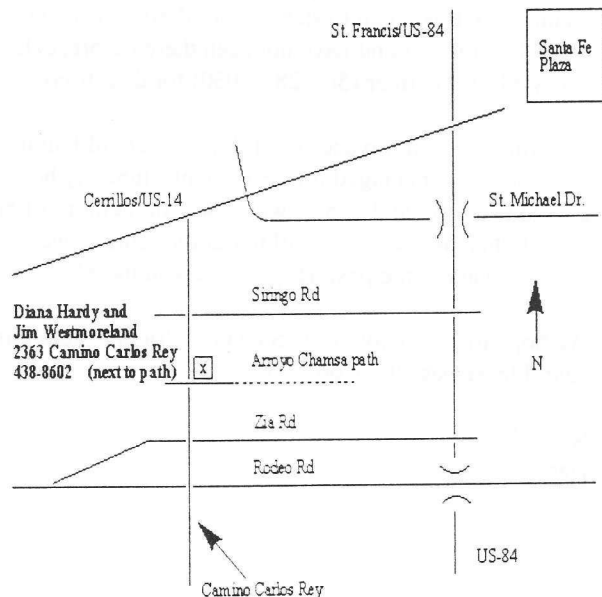 St. Francis/US-84
Santa Fe
Plaza
Cerrillos/US-14
St. Michael Dr.
Siringo Rd
Diana Hardy and
Jim Westmoreland
2363 Camino Carlos Rey
438-8602 (next to path)
x
Arroyo Chamsa path
N
Zia Rd
Rodeo Rd
US-84
Camino Carlos Rey